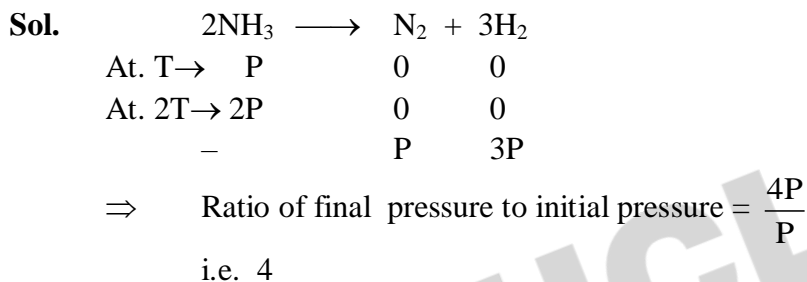 Sol. 2NH₃ ⟶ N₂ + 3H₂
At. T→ P 0 0
At. 2T→ 2P 0 0
– P 3P
⇒ Ratio of final pressure to initial pressure = 4P/P
i.e. 4